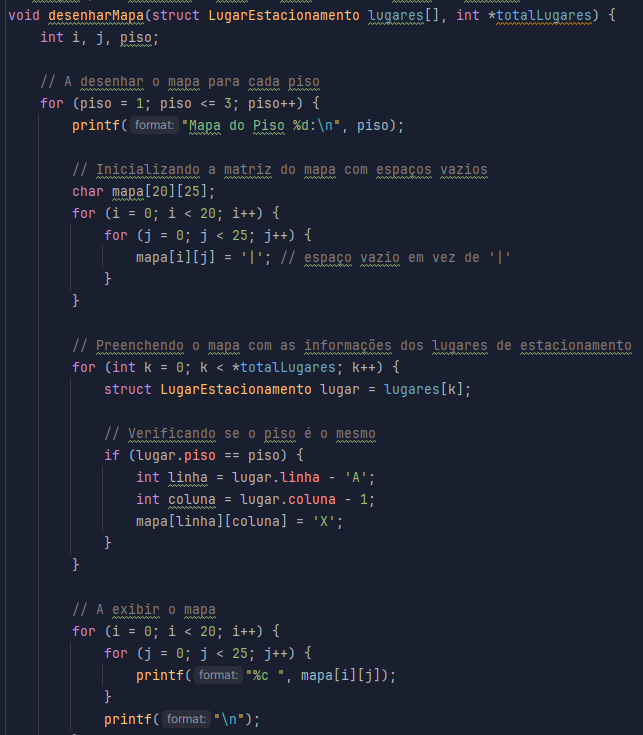 void desenharMapa(struct LugarEstacionamento lugares[], int *totalLugares) {
    int i, j, piso;

    // A desenhar o mapa para cada piso
    for (piso = 1; piso <= 3; piso++) {
        printf( format: "Mapa do Piso %d:\n", piso);

        // Inicializando a matriz do mapa com espaços vazios
        char mapa[20][25];
        for (i = 0; i < 20; i++) {
            for (j = 0; j < 25; j++) {
                mapa[i][j] = '|'; // espaço vazio em vez de '|'
            }
        }

        // Preenchendo o mapa com as informações dos lugares de estacionamento
        for (int k = 0; k < *totalLugares; k++) {
            struct LugarEstacionamento lugar = lugares[k];

            // Verificando se o piso é o mesmo
            if (lugar.piso == piso) {
                int linha = lugar.linha - 'A';
                int coluna = lugar.coluna - 1;
                mapa[linha][coluna] = 'X';
            }
        }

        // A exibir o mapa
        for (i = 0; i < 20; i++) {
            for (j = 0; j < 25; j++) {
                printf( format: "%c ", mapa[i][j]);
            }
            printf( format: "\n");